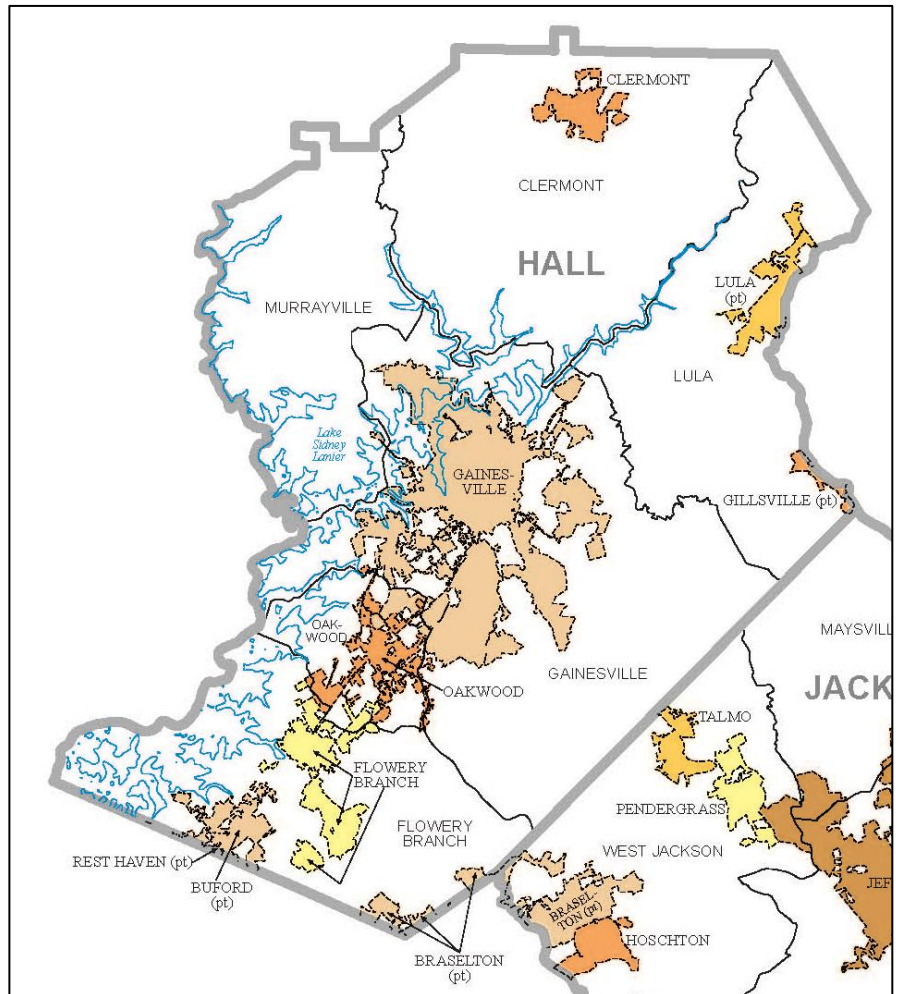 CLERMONT
CLERMONT
HALL
LULA
(pt)
MURRAYVILLE
LULA
Lake
Sidney
Lanier
GAINES-
VILLE
GILLSVILLE (pt)
OAK-
WOOD
MAYSVIL
GAINESVILLE
JACK
OAKWOOD
TALMO
FLOWERY
BRANCH
PENDERGRASS
FLOWERY
BRANCH
WEST JACKSON
REST HAVEN (pt)
JEF
BUFORD
(pt)
BRASEL
TON (pt)
HOSCHTON
BRASELTON
(pt)